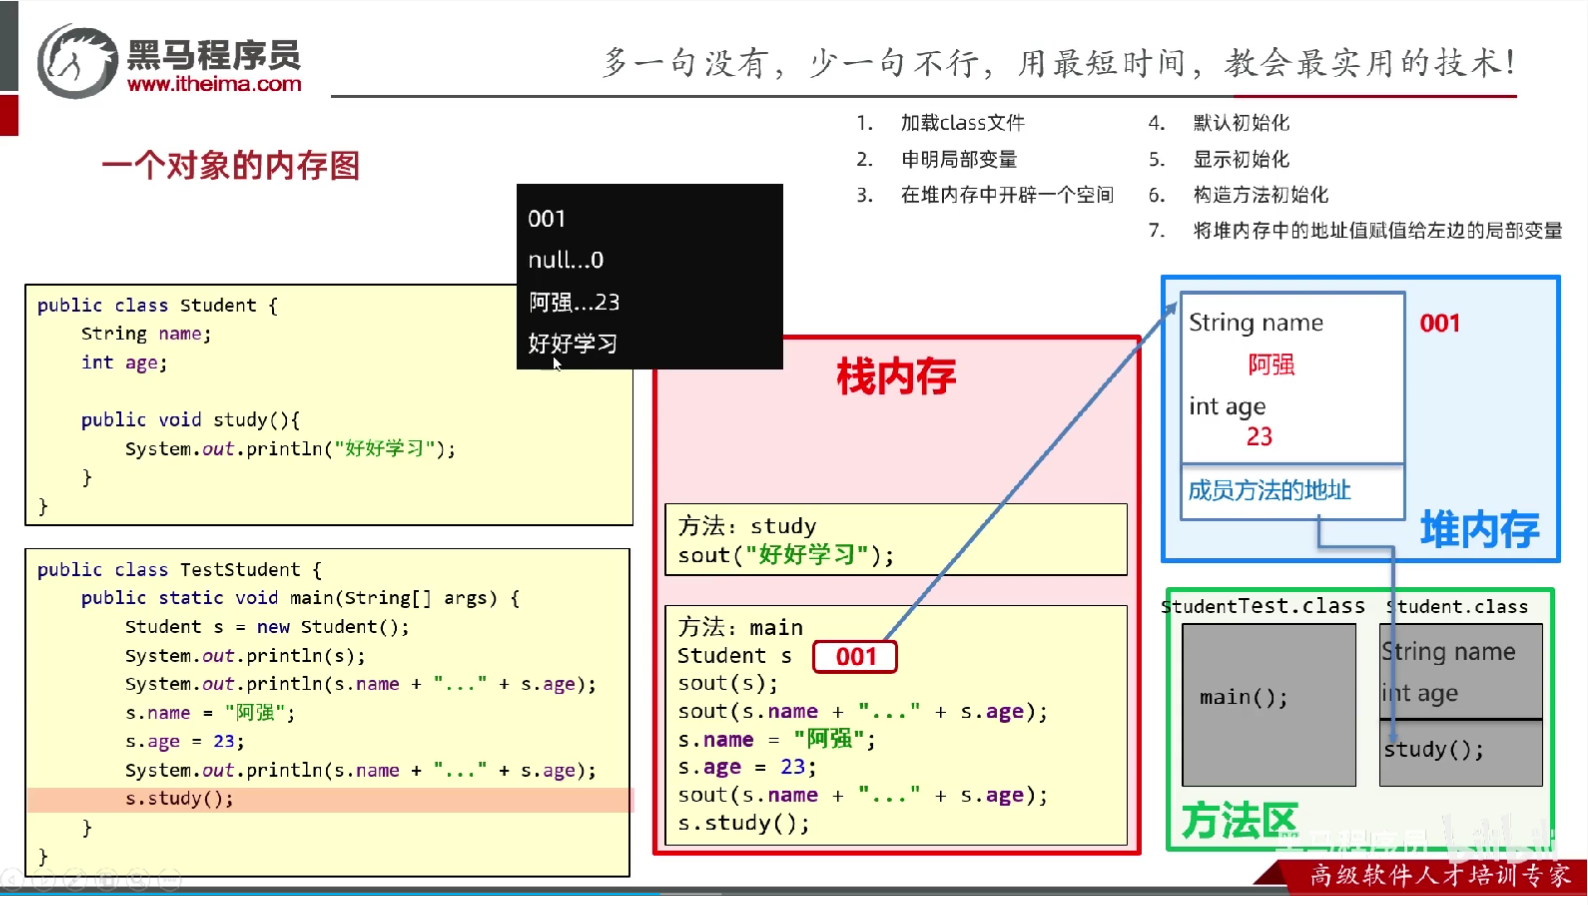 黑马程序员
www.itheima.com
多一句没有，少一句不行，用最短时间，教会最实用的技术！
一个对象的内存图
1. 加载class文件
2. 申明局部变量
3. 在堆内存中开辟一个空间
4. 默认初始化
5. 显示初始化
6. 构造方法初始化
7. 将堆内存中的地址值赋值给左边的局部变量
001
null...0
阿强...23
好好学习
public class Student {
String name;
int age;
public void study(){
System.out.println("好好学习");
}
}
public class TestStudent {
public static void main(String[] args) {
Student s = new Student();
System.out.println(s);
System.out.println(s.name + "..." + s.age);
s.name = "阿强";
s.age = 23;
System.out.println(s.name + "..." + s.age);
s.study();
}
}
栈内存
方法：study
sout("好好学习");
方法：main
Student s 001
sout(s);
sout(s.name + "..." + s.age);
s.name = "阿强";
s.age = 23;
sout(s.name + "..." + s.age);
s.study();
String name
阿强
int age
23
成员方法的地址
001
堆内存
StudentTest.class
main();
Student.class
String name
int age
study();
方法区
黑马程序员 bilibili
高级软件人才培训专家